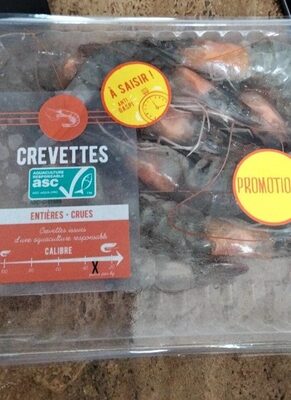 À SAISIR !
ANTI
GASPI
CREVETTES
AQUACULTURE
RESPONSABLE
asc
PROMOTIO
ENTIÈRES - CRUES
Crevettes issues
d'une aquaculture responsable
CALIBRE
X